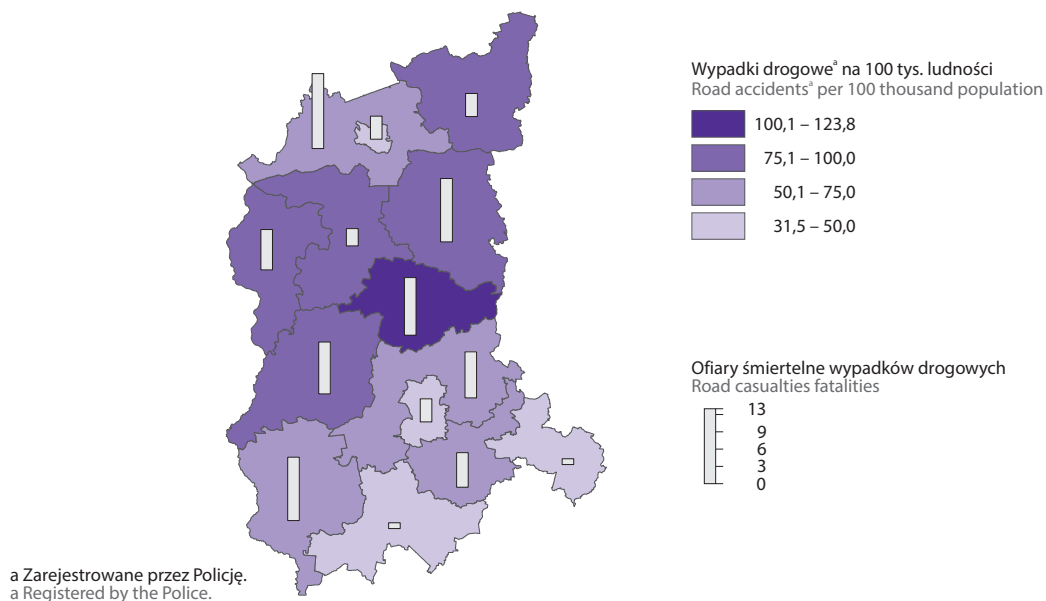 Wypadki drogoweᵃ na 100 tys. ludności
Road accidentsᵃ per 100 thousand population
100,1 – 123,8
75,1 – 100,0
50,1 – 75,0
31,5 – 50,0
Ofiary śmiertelne wypadków drogowych
Road casualties fatalities
13
9
6
3
0
a Zarejestrowane przez Policję.
a Registered by the Police.